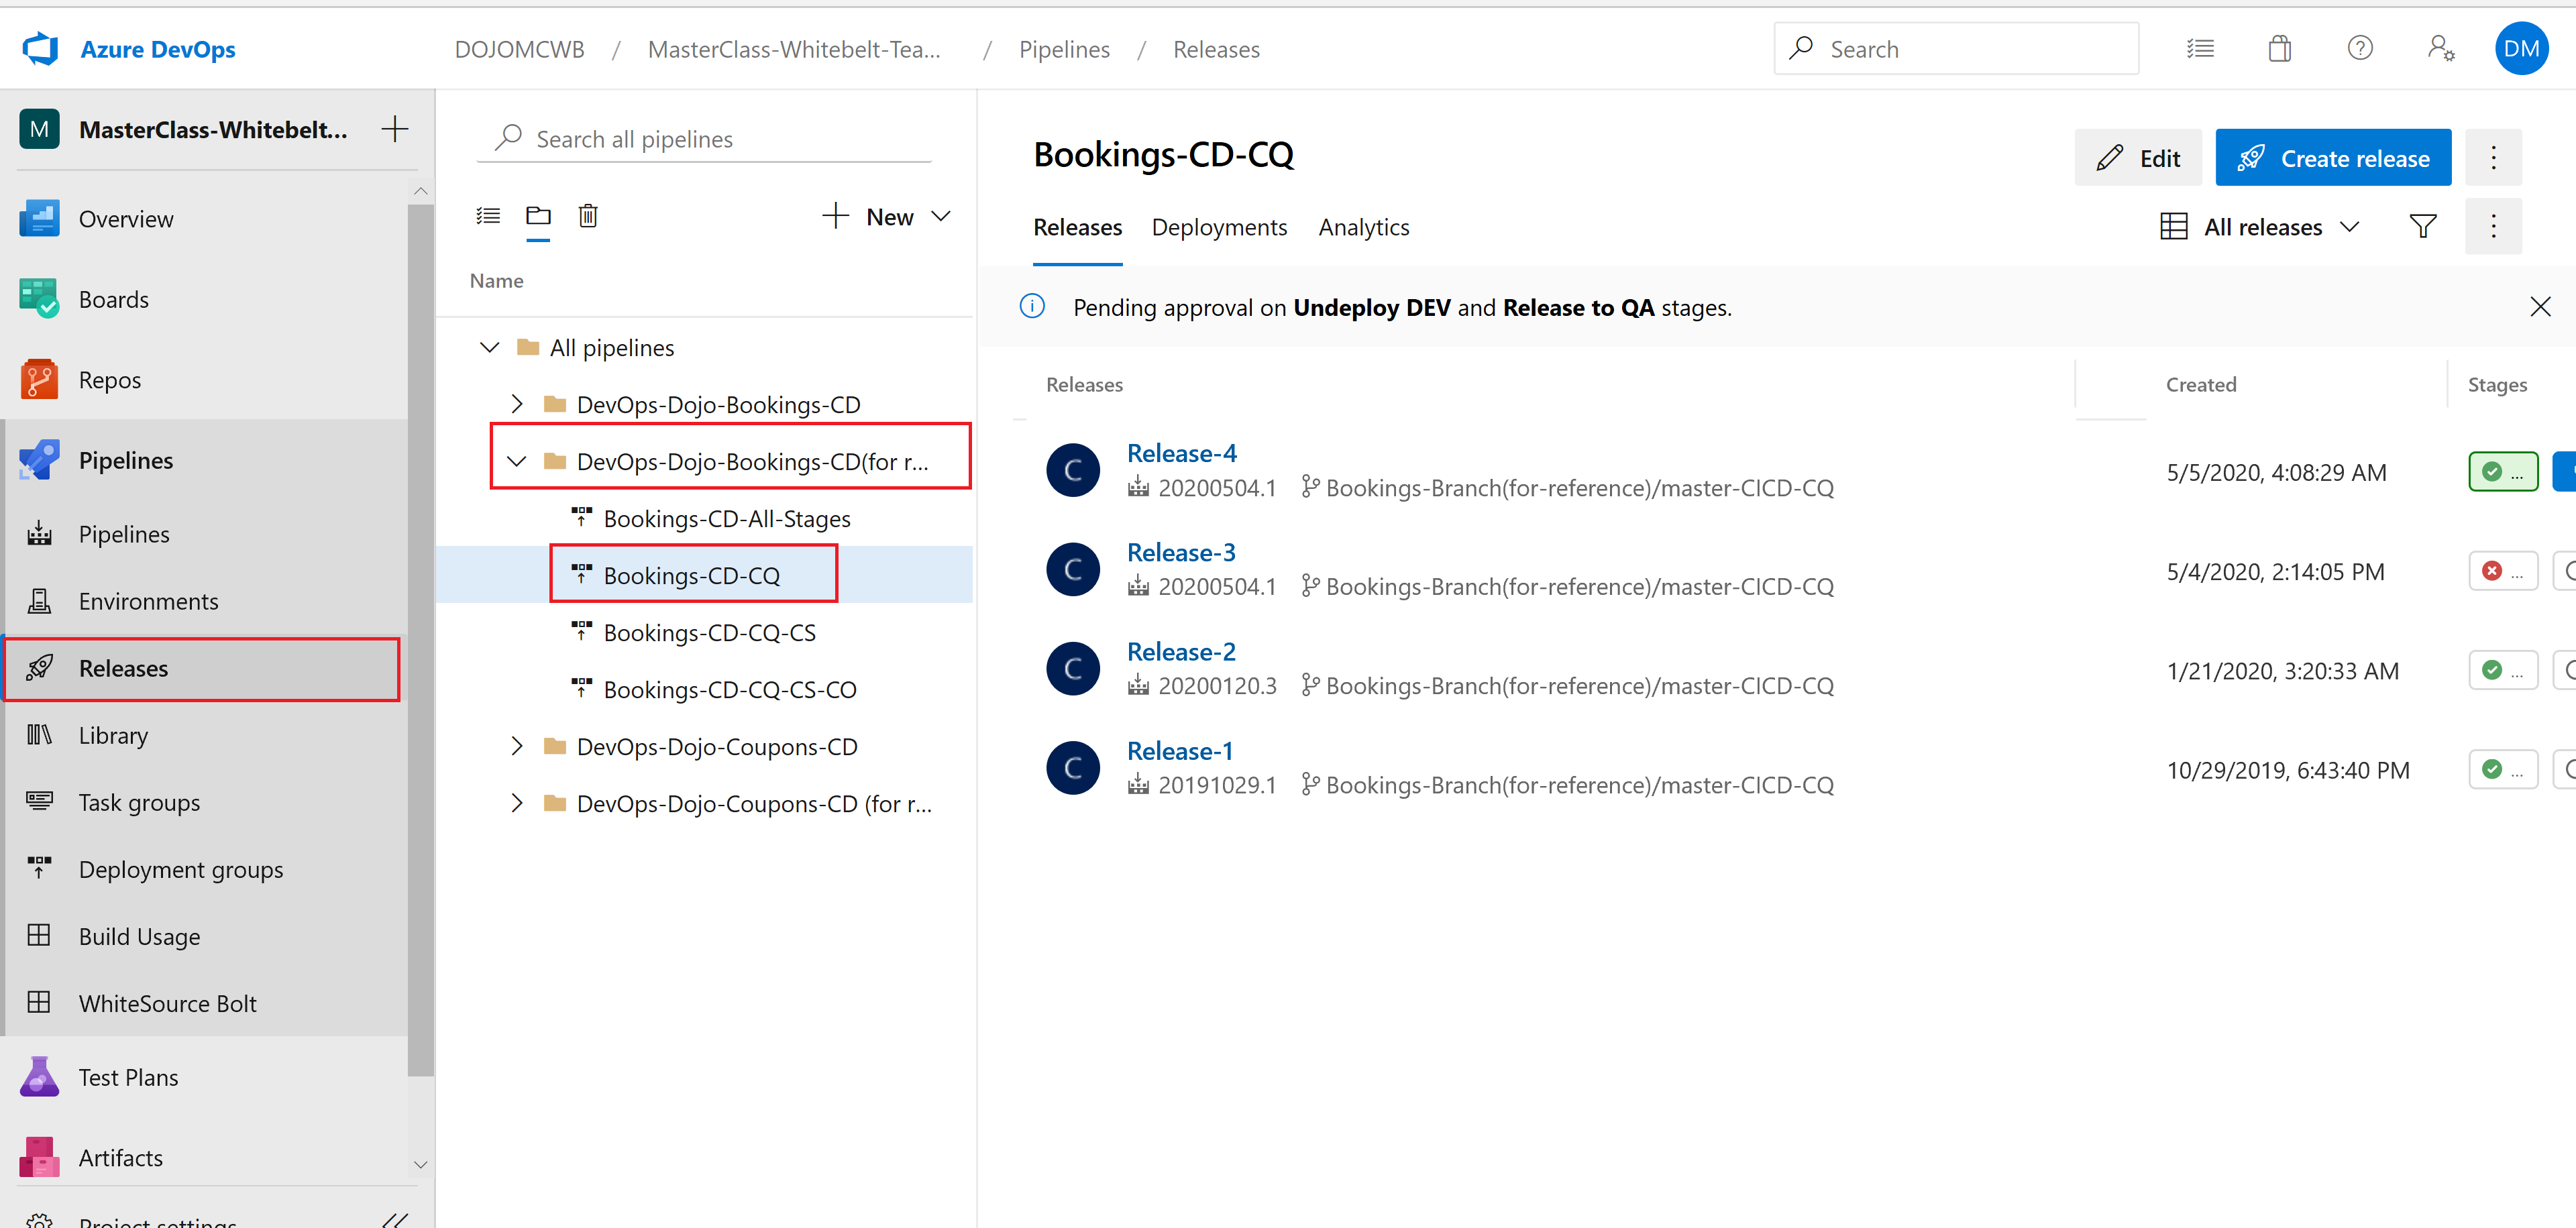 Azure DevOps
DOJOMCWB / MasterClass-Whitebelt-Tea... / Pipelines / Releases
Search
DM
M MasterClass-Whitebelt...
Overview
Boards
Repos
Pipelines
Pipelines
Environments
Releases
Library
Task groups
Deployment groups
Build Usage
WhiteSource Bolt
Test Plans
Artifacts
Project settings
Search all pipelines
New
Name
All pipelines
DevOps-Dojo-Bookings-CD
DevOps-Dojo-Bookings-CD(for r...
Bookings-CD-All-Stages
Bookings-CD-CQ
Bookings-CD-CQ-CS
Bookings-CD-CQ-CS-CO
DevOps-Dojo-Coupons-CD
DevOps-Dojo-Coupons-CD (for r...
Bookings-CD-CQ
Edit
Create release
Releases Deployments Analytics
All releases
Pending approval on Undeploy DEV and Release to QA stages.
Releases Created Stages
C Release-4
20200504.1 Bookings-Branch(for-reference)/master-CICD-CQ
5/5/2020, 4:08:29 AM ...
C Release-3
20200504.1 Bookings-Branch(for-reference)/master-CICD-CQ
5/4/2020, 2:14:05 PM ...
C Release-2
20200120.3 Bookings-Branch(for-reference)/master-CICD-CQ
1/21/2020, 3:20:33 AM ...
C Release-1
20191029.1 Bookings-Branch(for-reference)/master-CICD-CQ
10/29/2019, 6:43:40 PM ...